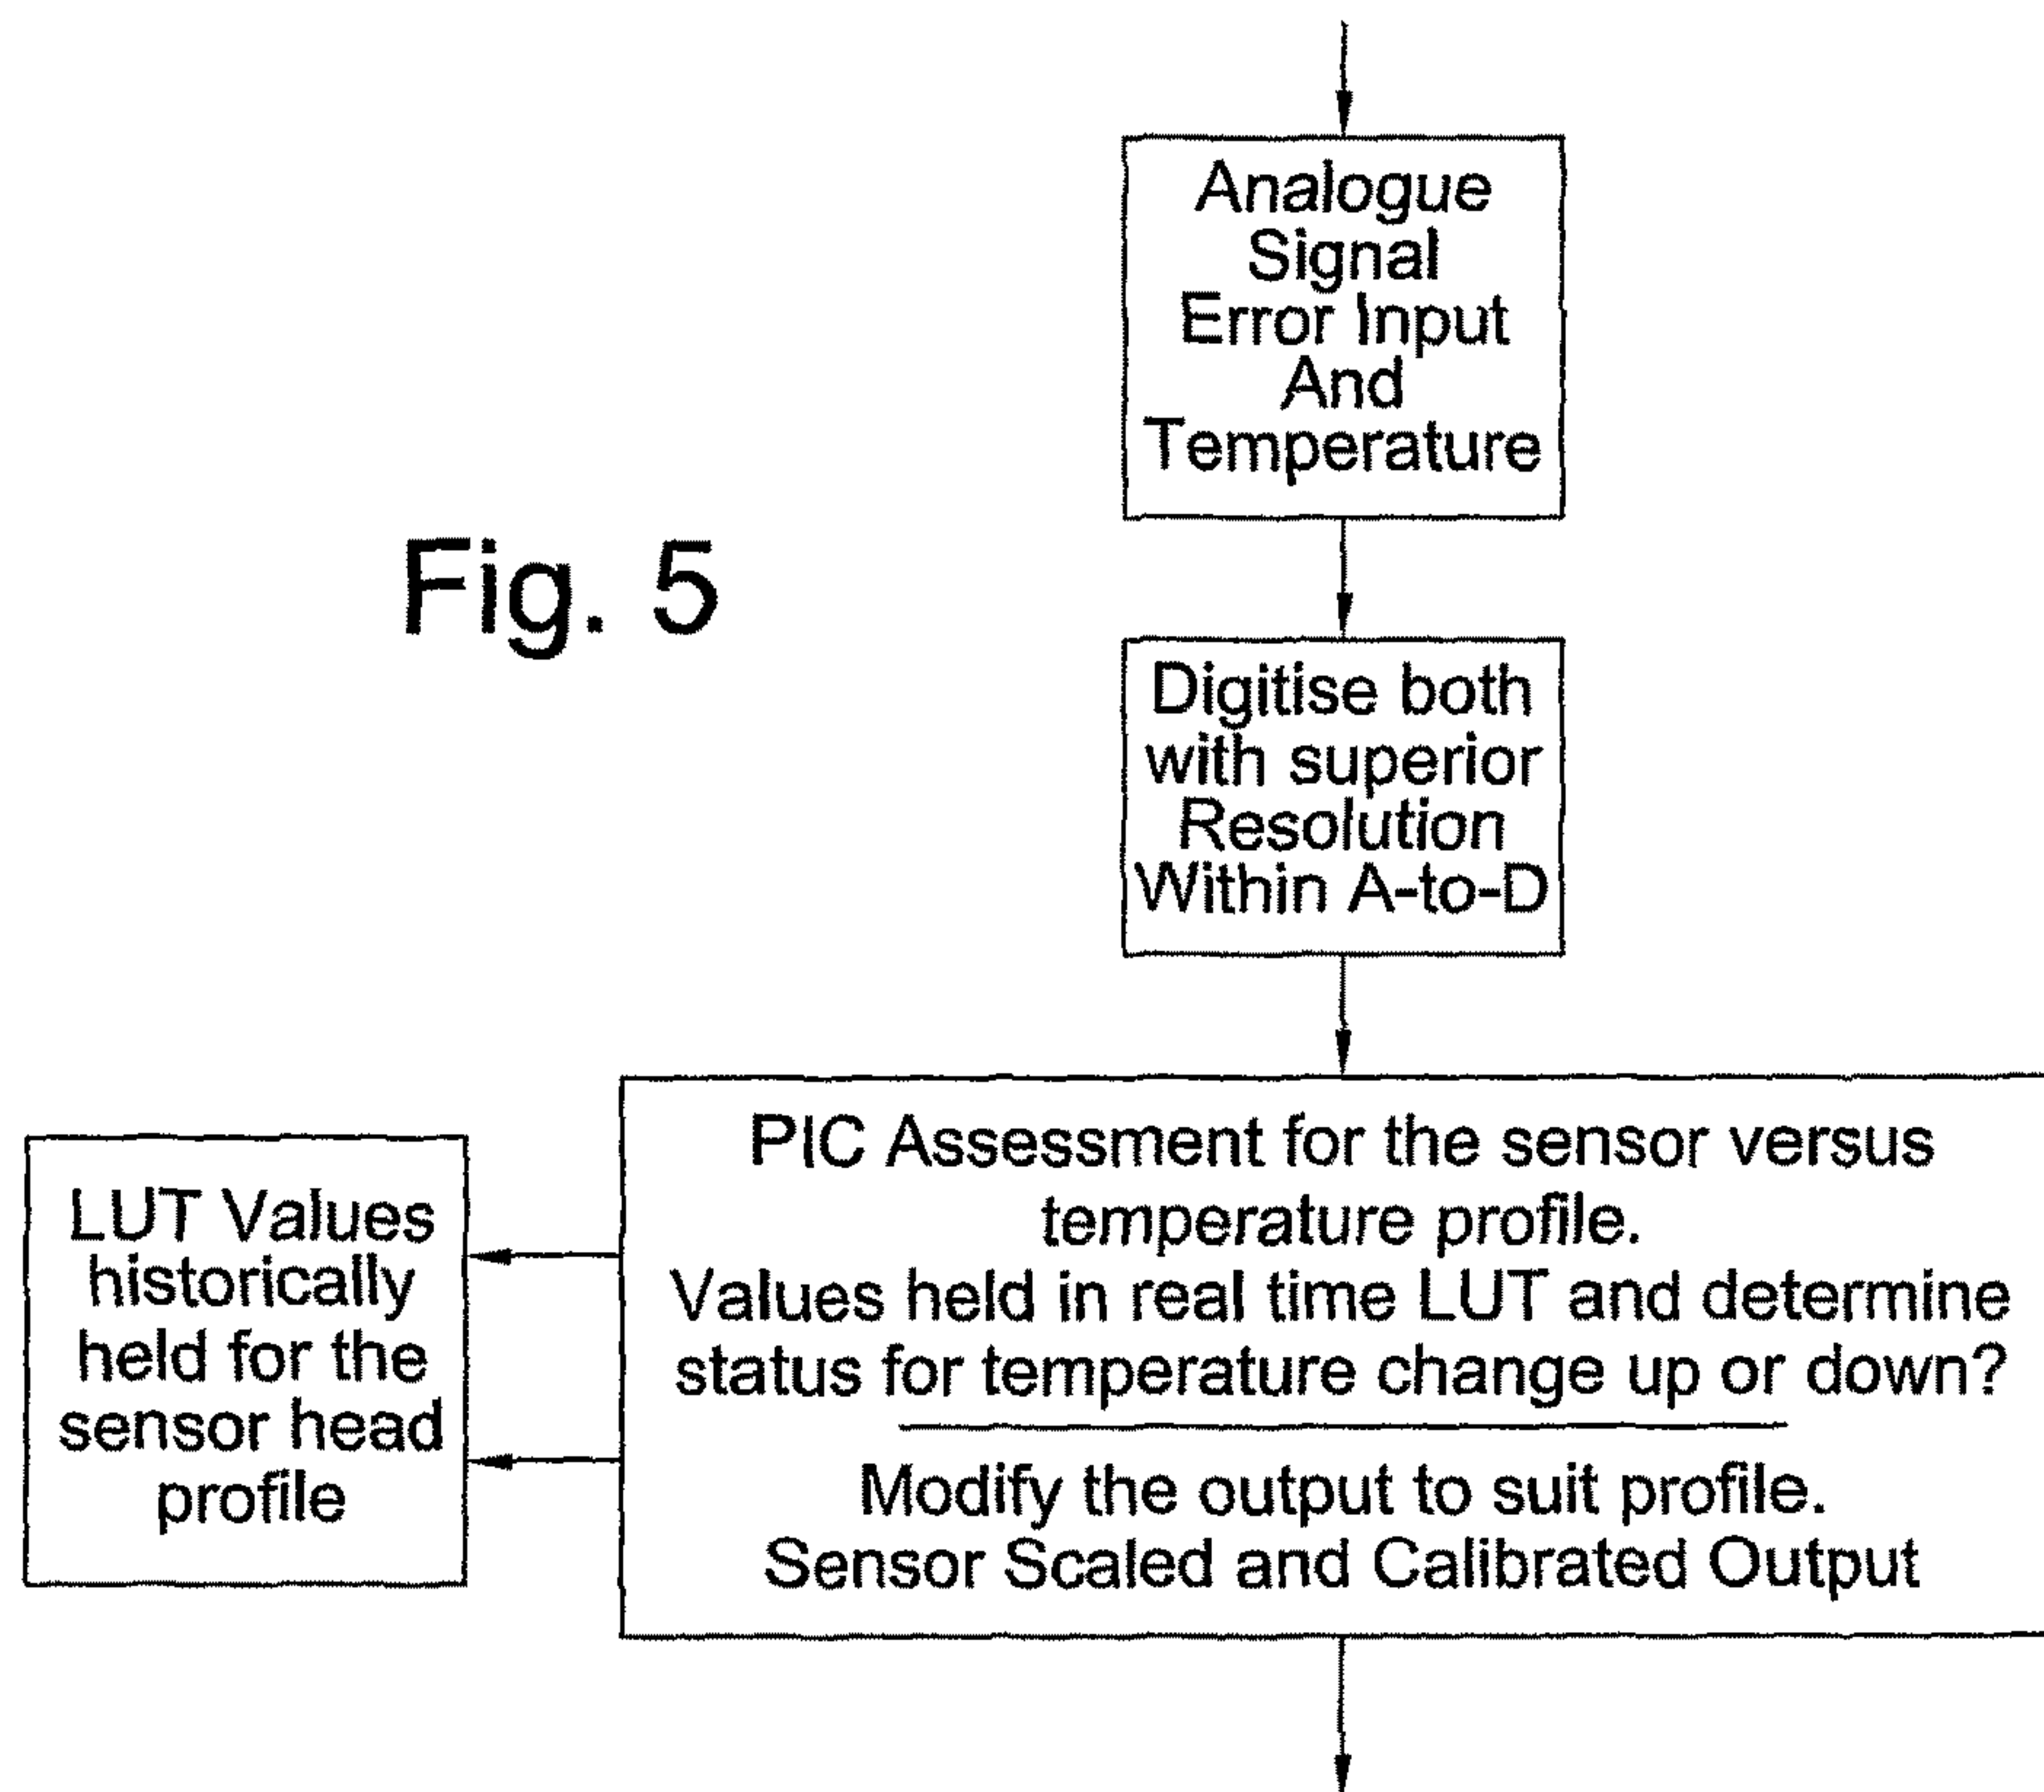 Analogue
Signal
Error Input
And
Temperature
Fig. 5
Digitise both
with superior
Resolution
Within A-to-D
LUT Values
historically
held for the
sensor head
profile
PIC Assessment for the sensor versus
temperature profile.
Values held in real time LUT and determine
status for temperature change up or down?
Modify the output to suit profile.
Sensor Scaled and Calibrated Output